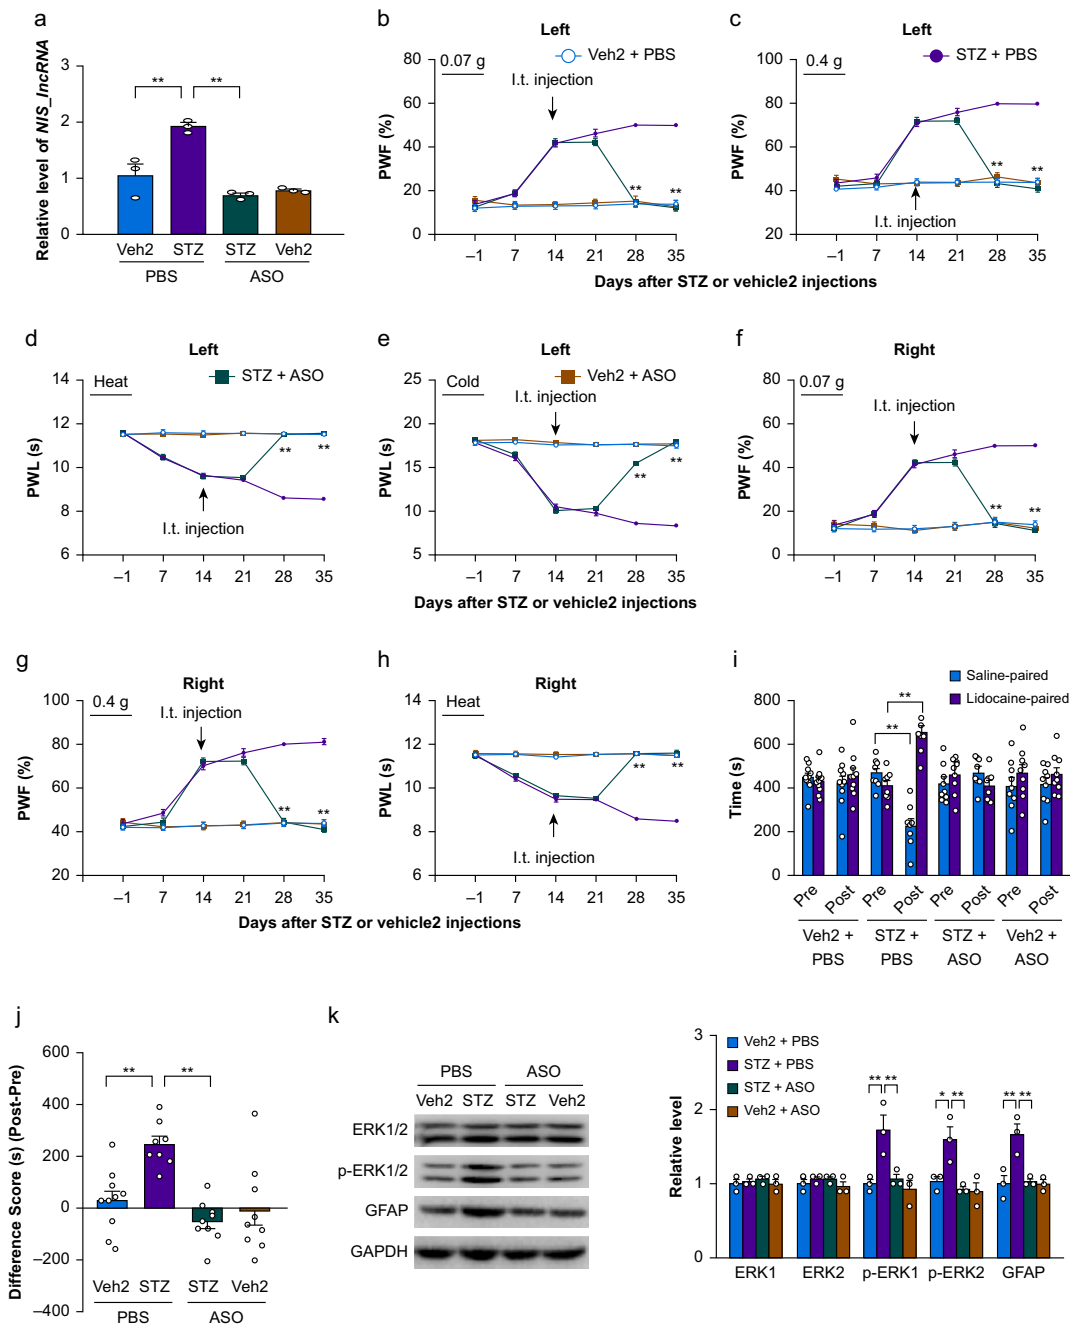 a
Relative level of NIS_lncRNA
3
2
1
0
**
**
Veh2 STZ STZ Veh2
PBS ASO
b
Left
0.07 g
Veh2 + PBS
I.t. injection
PWF (%)
80
60
40
20
0
**
**
–1 7 14 21 28 35
c
Left
0.4 g
STZ + PBS
PWF (%)
100
80
60
40
20
**
**
I.t. injection
–1 7 14 21 28 35
Days after STZ or vehicle2 injections
d
Left
Heat
STZ + ASO
PWL (s)
14
12
10
8
6
**
**
I.t. injection
–1 7 14 21 28 35
e
Left
Cold
Veh2 + ASO
I.t. injection
PWL (s)
25
20
15
10
5
**
**
–1 7 14 21 28 35
f
Right
0.07 g
I.t. injection
PWF (%)
80
60
40
20
0
**
**
–1 7 14 21 28 35
Days after STZ or vehicle2 injections
g
Right
0.4 g
I.t. injection
PWF (%)
100
80
60
40
20
**
**
–1 7 14 21 28 35
h
Right
Heat
PWL (s)
14
12
10
8
6
**
**
I.t. injection
–1 7 14 21 28 35
Days after STZ or vehicle2 injections
i
Saline-paired
Lidocaine-paired
Time (s)
800
600
400
200
0
**
**
Pre Post Pre Post Pre Post Pre Post
Veh2 + STZ + STZ + Veh2 +
PBS PBS ASO ASO
j
Difference Score (s) (Post-Pre)
600
400
200
0
–200
–400
**
**
Veh2 STZ STZ Veh2
PBS ASO
k
PBS ASO
Veh2 STZ STZ Veh2
ERK1/2
p-ERK1/2
GFAP
GAPDH
Relative level
3
2
1
0
Veh2 + PBS
STZ + PBS
STZ + ASO
Veh2 + ASO
** ** * ** ** **
ERK1 ERK2 p-ERK1 p-ERK2 GFAP